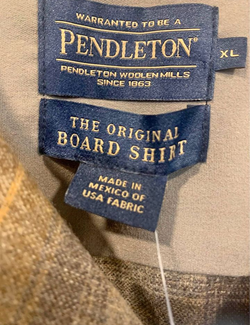 WARRANTED TO BE A
PENDLETON®
PENDLETON WOOLEN MILLS
SINCE 1863
XL
THE ORIGINAL
BOARD SHIRT
MADE IN
MEXICO OF
USA FABRIC